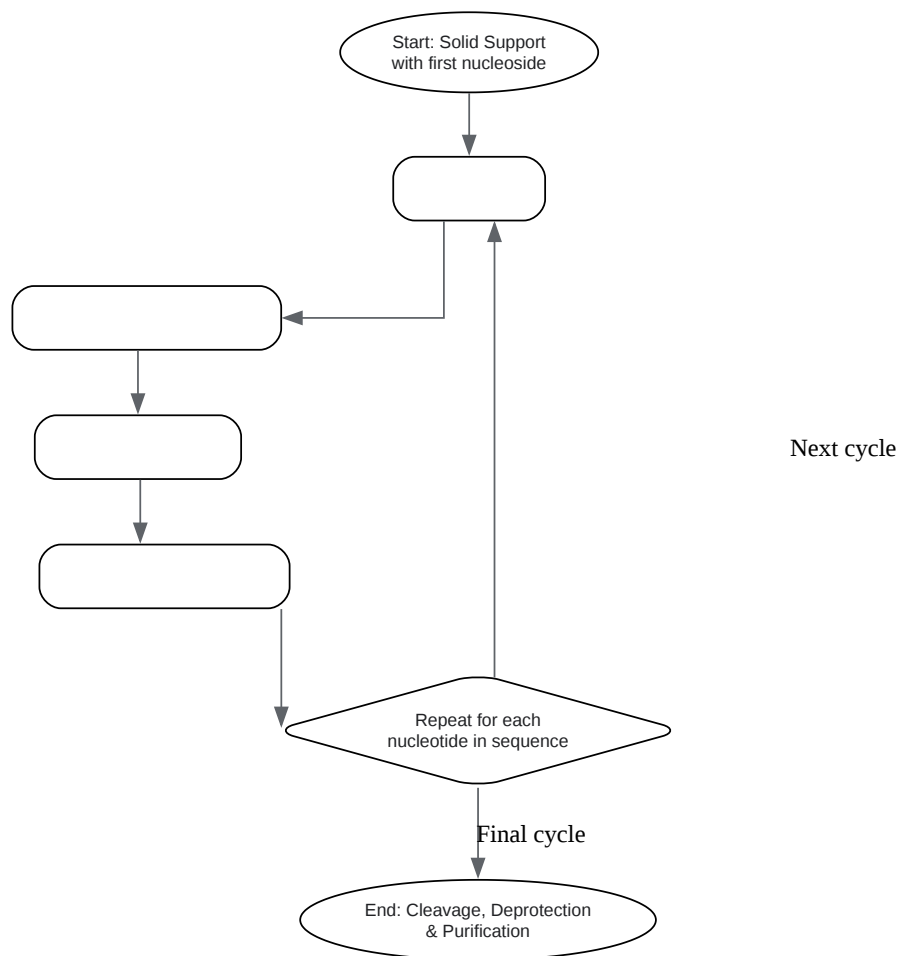 Start: Solid Support
with first nucleoside
Next cycle
Repeat for each
nucleotide in sequence
Final cycle
End: Cleavage, Deprotection
& Purification